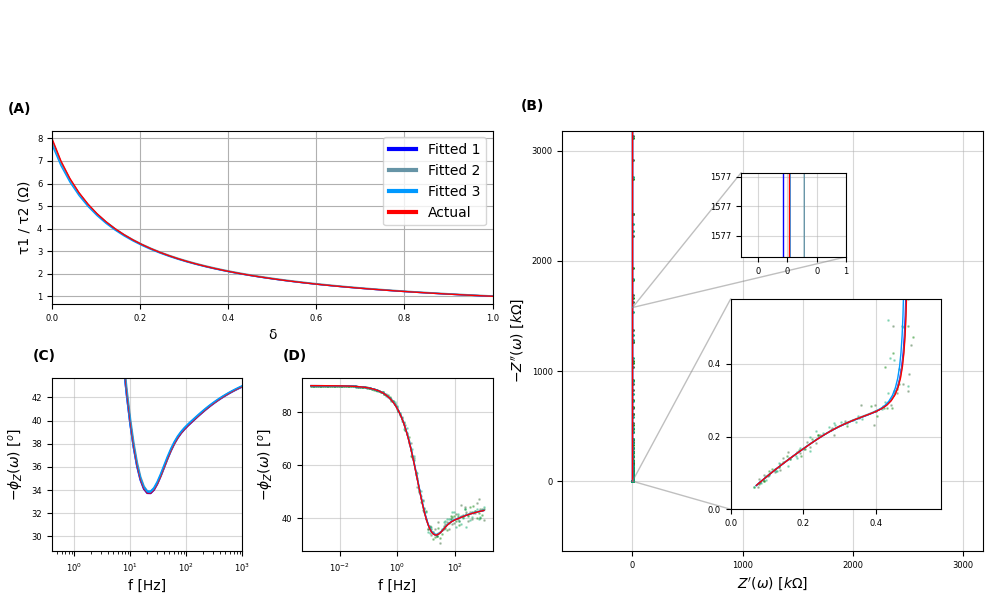 (A)
τ1 / τ2 (Ω)
8
7
6
5
4
3
2
1
0.0 0.2 0.4 0.6 0.8 1.0
δ
Fitted 1
Fitted 2
Fitted 3
Actual
(B)
−Z″(ω) [kΩ]
3000
2000
1000
0
0 1000 2000 3000
Z′(ω) [kΩ]
1577
1577
1577
0 0 0 1
0.4
0.2
0.0
0.0 0.2 0.4
(C)
−ϕZ(ω) [°]
42
40
38
36
34
32
30
10⁰ 10¹ 10² 10³
f [Hz]
(D)
−ϕZ(ω) [°]
80
60
40
10⁻² 10⁰ 10²
f [Hz]